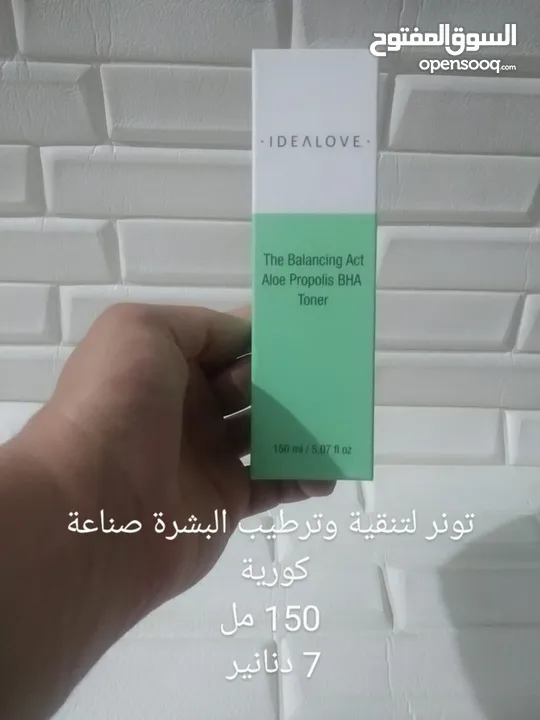 السوق المفتوح
opensooq.com
· IDEALOVE ·
The Balancing Act
Aloe Propolis BHA
Toner
150 ml / 5.07 fl oz
تونر لتنقية وترطيب البشرة صناعة
كورية
150 مل
7 دنانير